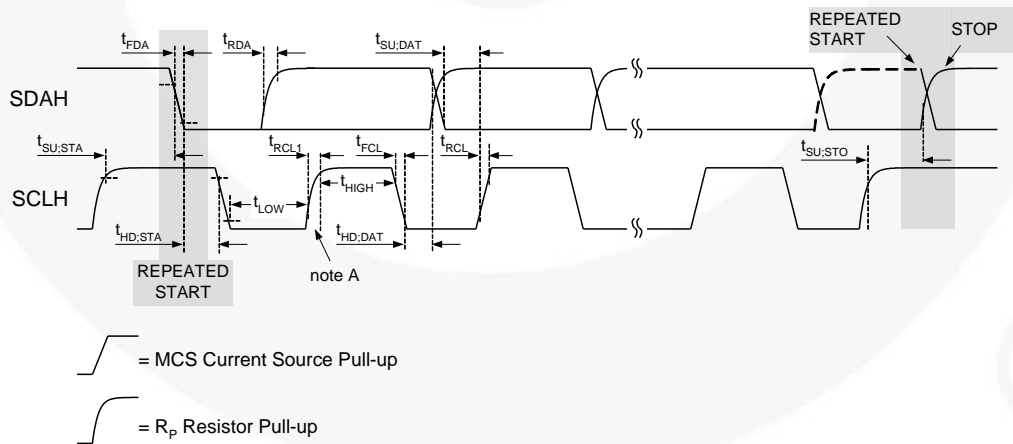 REPEATED
START
STOP
tFDA
tRDA
tSU;DAT
SDAH
tSU;STA
tRCL1
tFCL
tRCL
tSU;STO
tHIGH
SCLH
tLOW
tHD;STA
tHD;DAT
REPEATED
START
note A
= MCS Current Source Pull-up
= RP Resistor Pull-up